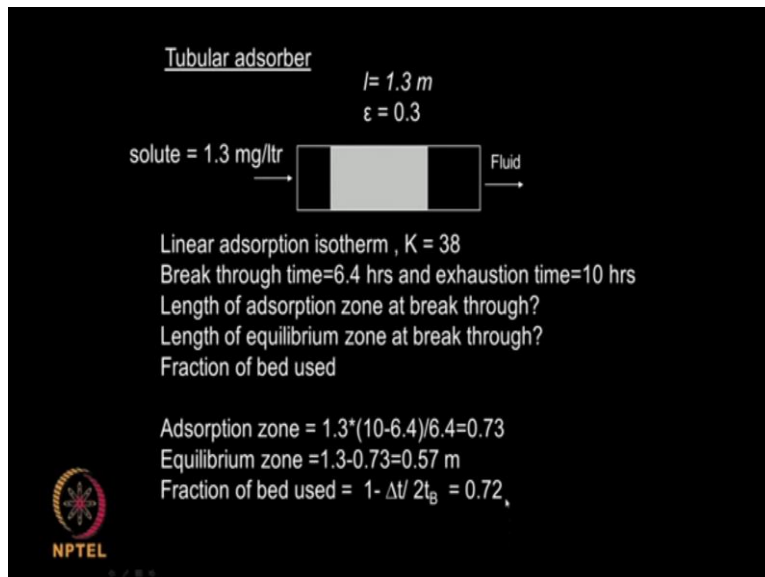 Tubular adsorber
l= 1.3 m
ε = 0.3
solute = 1.3 mg/ltr
Fluid
Linear adsorption isotherm , K = 38
Break through time=6.4 hrs and exhaustion time=10 hrs
Length of adsorption zone at break through?
Length of equilibrium zone at break through?
Fraction of bed used
Adsorption zone = 1.3*(10-6.4)/6.4=0.73
Equilibrium zone =1.3-0.73=0.57 m
Fraction of bed used = 1- Δt/ 2t_B = 0.72
NPTEL